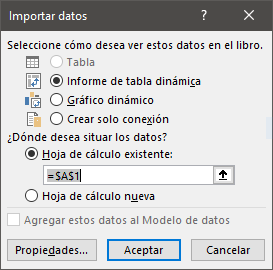 Importar datos
Seleccione cómo desea ver estos datos en el libro.
Tabla
Informe de tabla dinámica
Gráfico dinámico
Crear solo conexión
¿Dónde desea situar los datos?
Hoja de cálculo existente:
=$A$1
Hoja de cálculo nueva
Agregar estos datos al Modelo de datos
Propiedades... Aceptar Cancelar